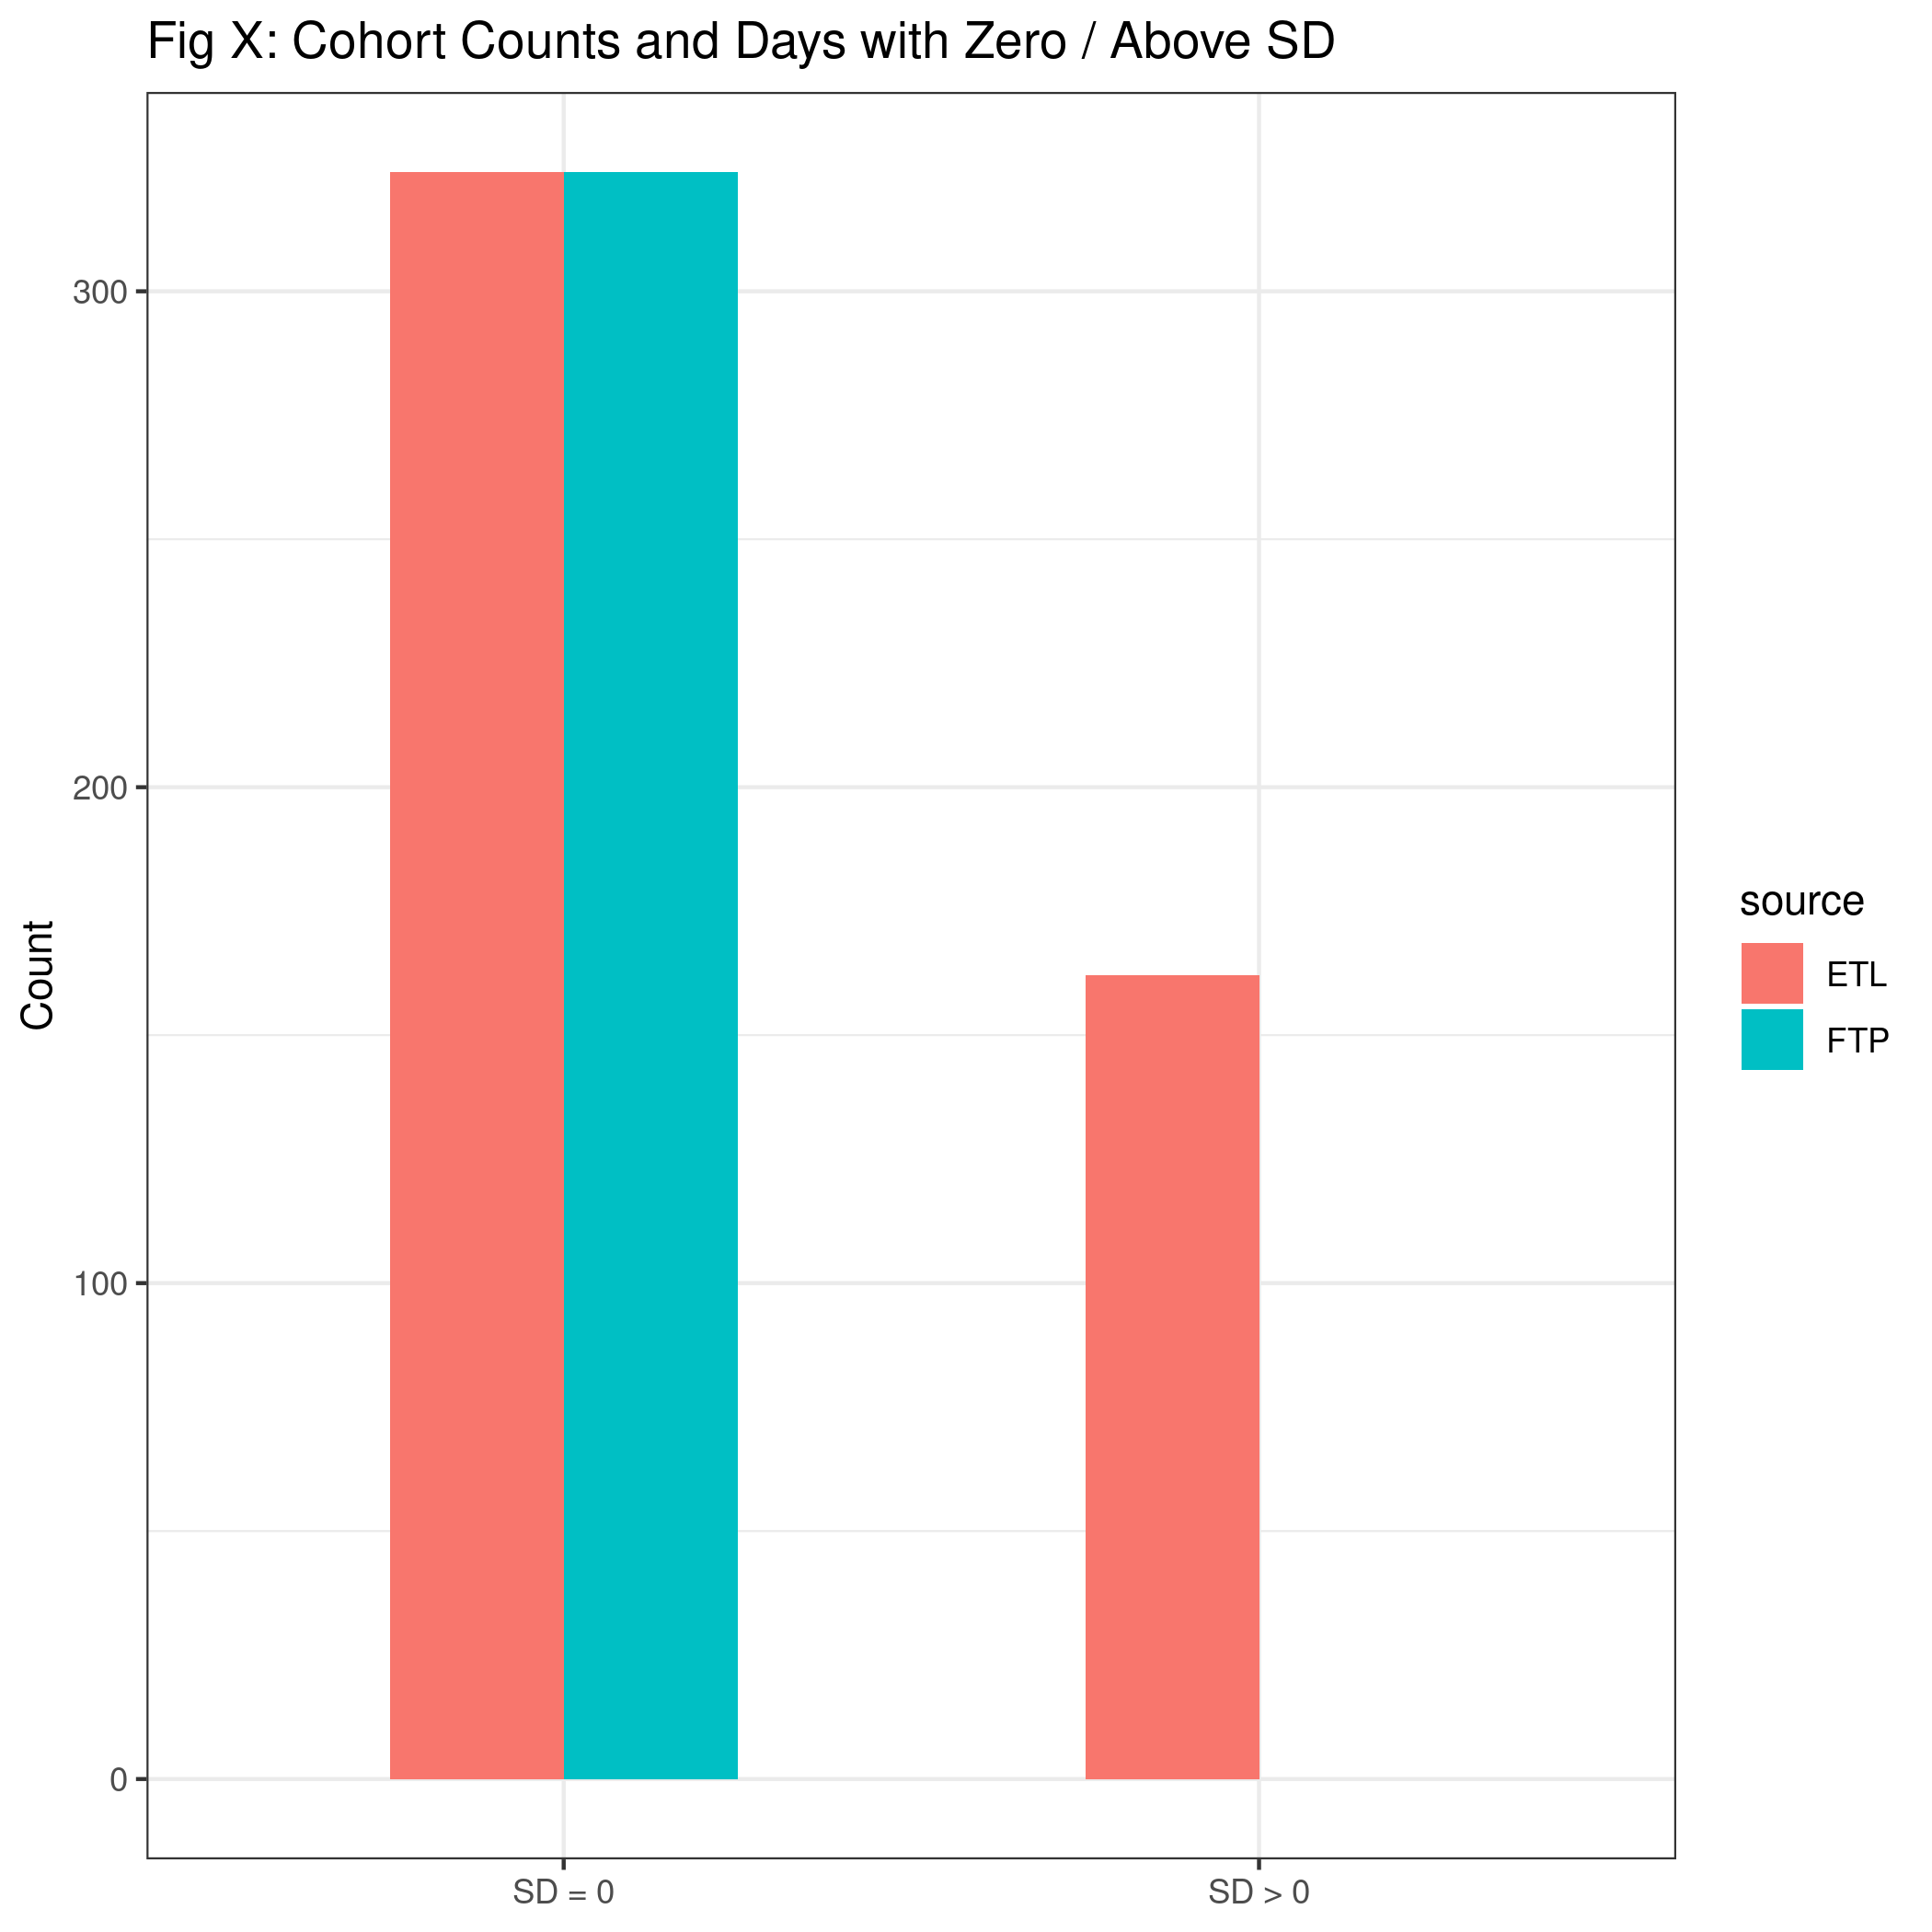 Fig X: Cohort Counts and Days with Zero / Above SD
Count
300
200
100
0
SD = 0
SD > 0
source
ETL
FTP